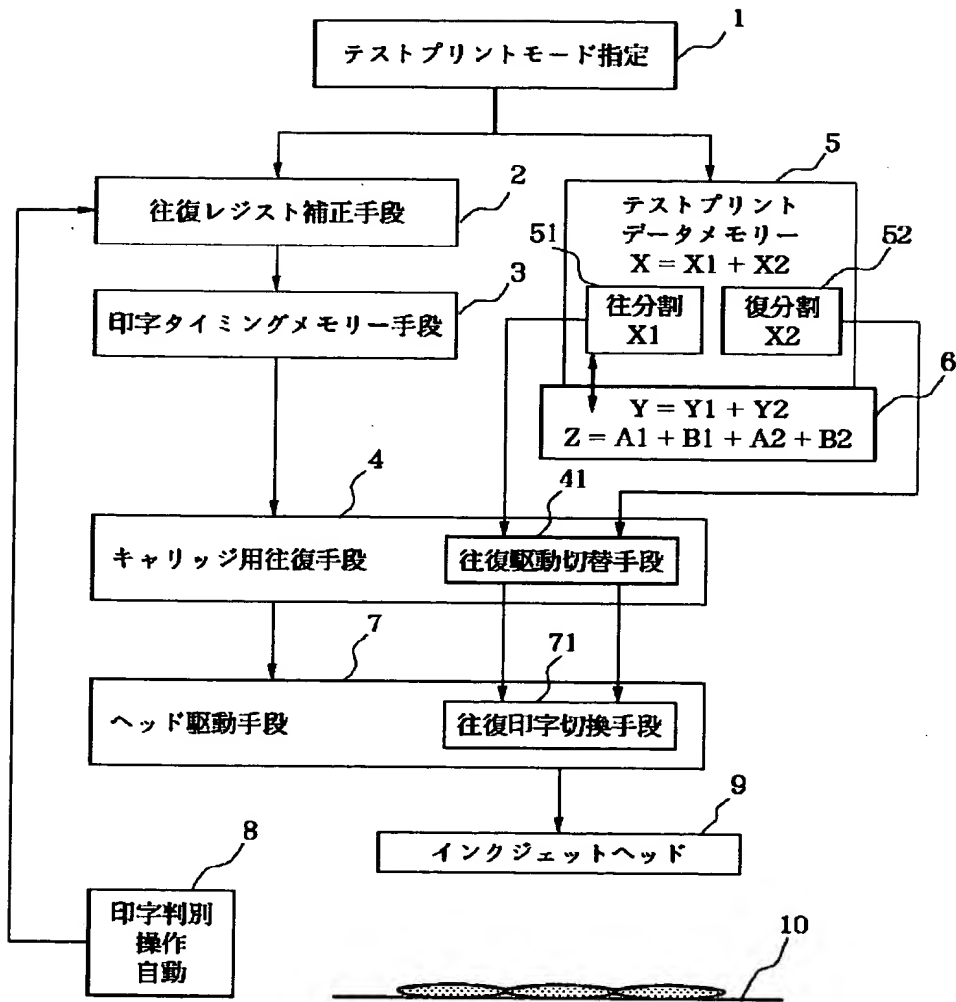 1
テストプリントモード指定
2
往復レジスト補正手段
3
印字タイミングメモリー手段
5
テストプリント
データメモリー
X = X1 + X2
51
往分割
X1
52
復分割
X2
6
Y = Y1 + Y2
Z = A1 + B1 + A2 + B2
4
キャリッジ用往復手段
41
往復駆動切替手段
7
ヘッド駆動手段
71
往復印字切換手段
9
インクジェットヘッド
8
印字判別
操作
自動
10